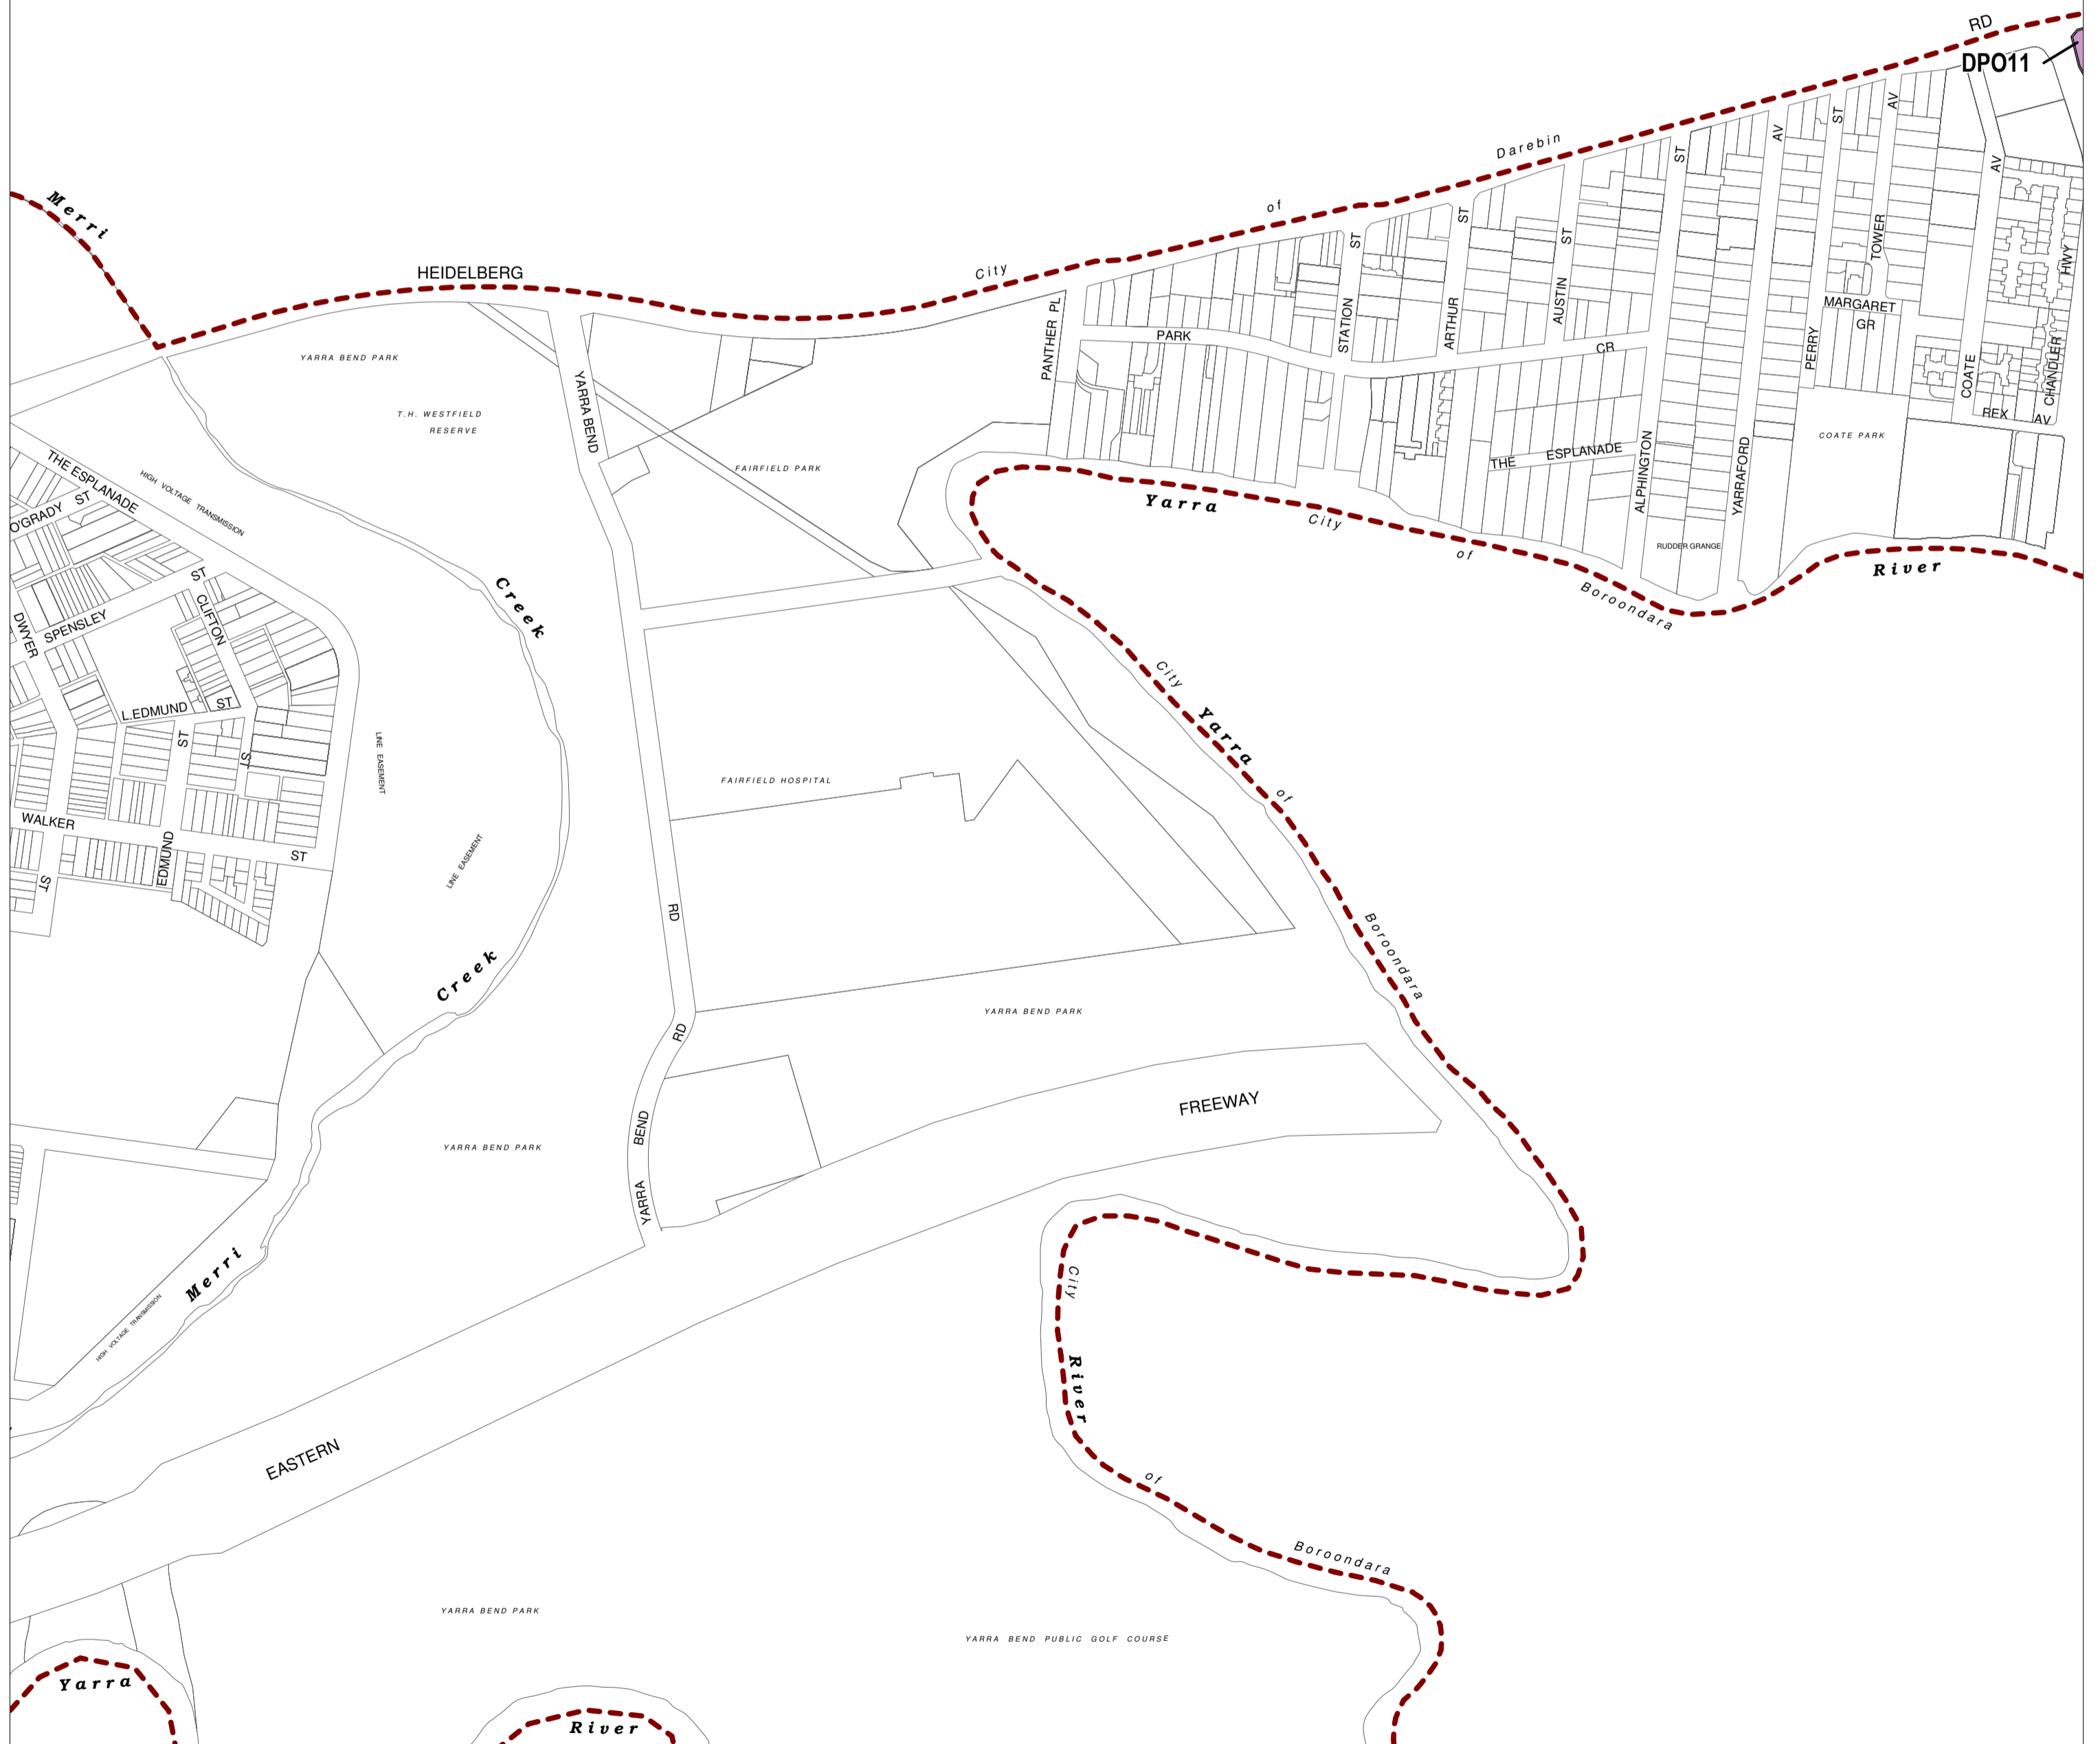 RD
DPO11
Darebin
of
City
HEIDELBERG
Merri
YARRA BEND PARK
T.H. WESTFIELD
RESERVE
YARRA BEND
FAIRFIELD PARK
PANTHER PL
PARK
STATION
ST
ARTHUR
ST
AUSTIN
ST
CR
THE ESPLANADE
ALPHINGTON
ST
YARRAFORD
AV
PERRY
ST
TOWER
AV
MARGARET
GR
COATE
AV
CHANDLER
HWY
REX AV
COATE PARK
RUDDER GRANGE
Yarra
City
of
Boroondara
River
THE ESPLANADE
HIGH VOLTAGE TRANSMISSION
O'GRADY ST
SPENSLEY
ST
DWYER
CLIFTON
L.EDMUND
ST
ST
ST
WALKER
ST
EDMUND
ST
LINE EASEMENT
LINE EASEMENT
Creek
Creek
FAIRFIELD HOSPITAL
RD
City
Yarra
of
Boroondara
YARRA BEND PARK
RD
BEND
YARRA
YARRA BEND PARK
FREEWAY
Merri
HIGH VOLTAGE TRANSMISSION
EASTERN
City
River
of
Boroondara
YARRA BEND PARK
YARRA BEND PUBLIC GOLF COURSE
Yarra
River